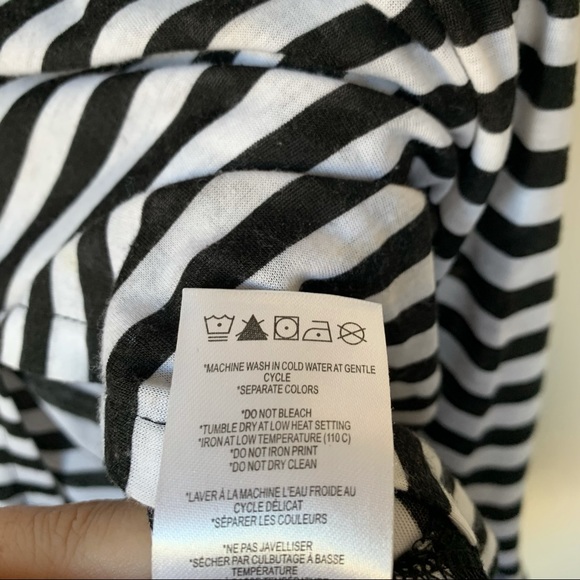 *MACHINE WASH IN COLD WATER AT GENTLE
CYCLE
*SEPARATE COLORS
*DO NOT BLEACH
*TUMBLE DRY AT LOW HEAT SETTING
*IRON AT LOW TEMPERATURE (110 C)
*DO NOT IRON PRINT
*DO NOT DRY CLEAN
*LAVER À LA MACHINE L'EAU FROIDE AU
CYCLE DÉLICAT
*SÉPARER LES COULEURS
*NE PAS JAVELLISER
*SÉCHER PAR CULBUTAGE À BASSE
TEMPÉRATURE